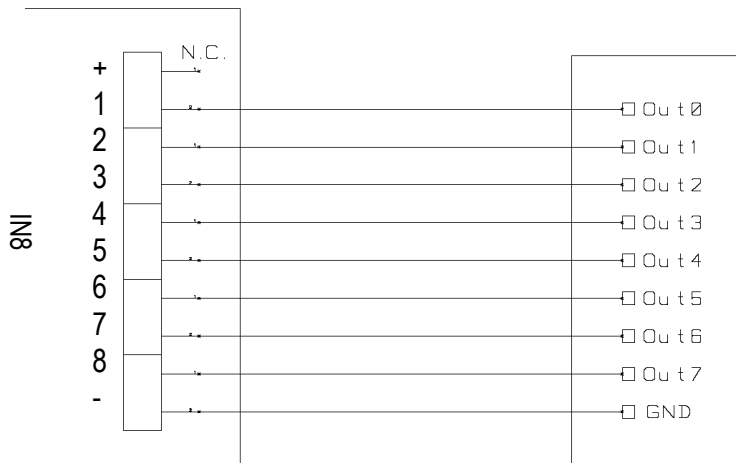 N.C.
+
1 Out0
2 Out1
3 Out2
4 Out3
5 Out4
6 Out5
7 Out6
8 Out7
- GND
IN8